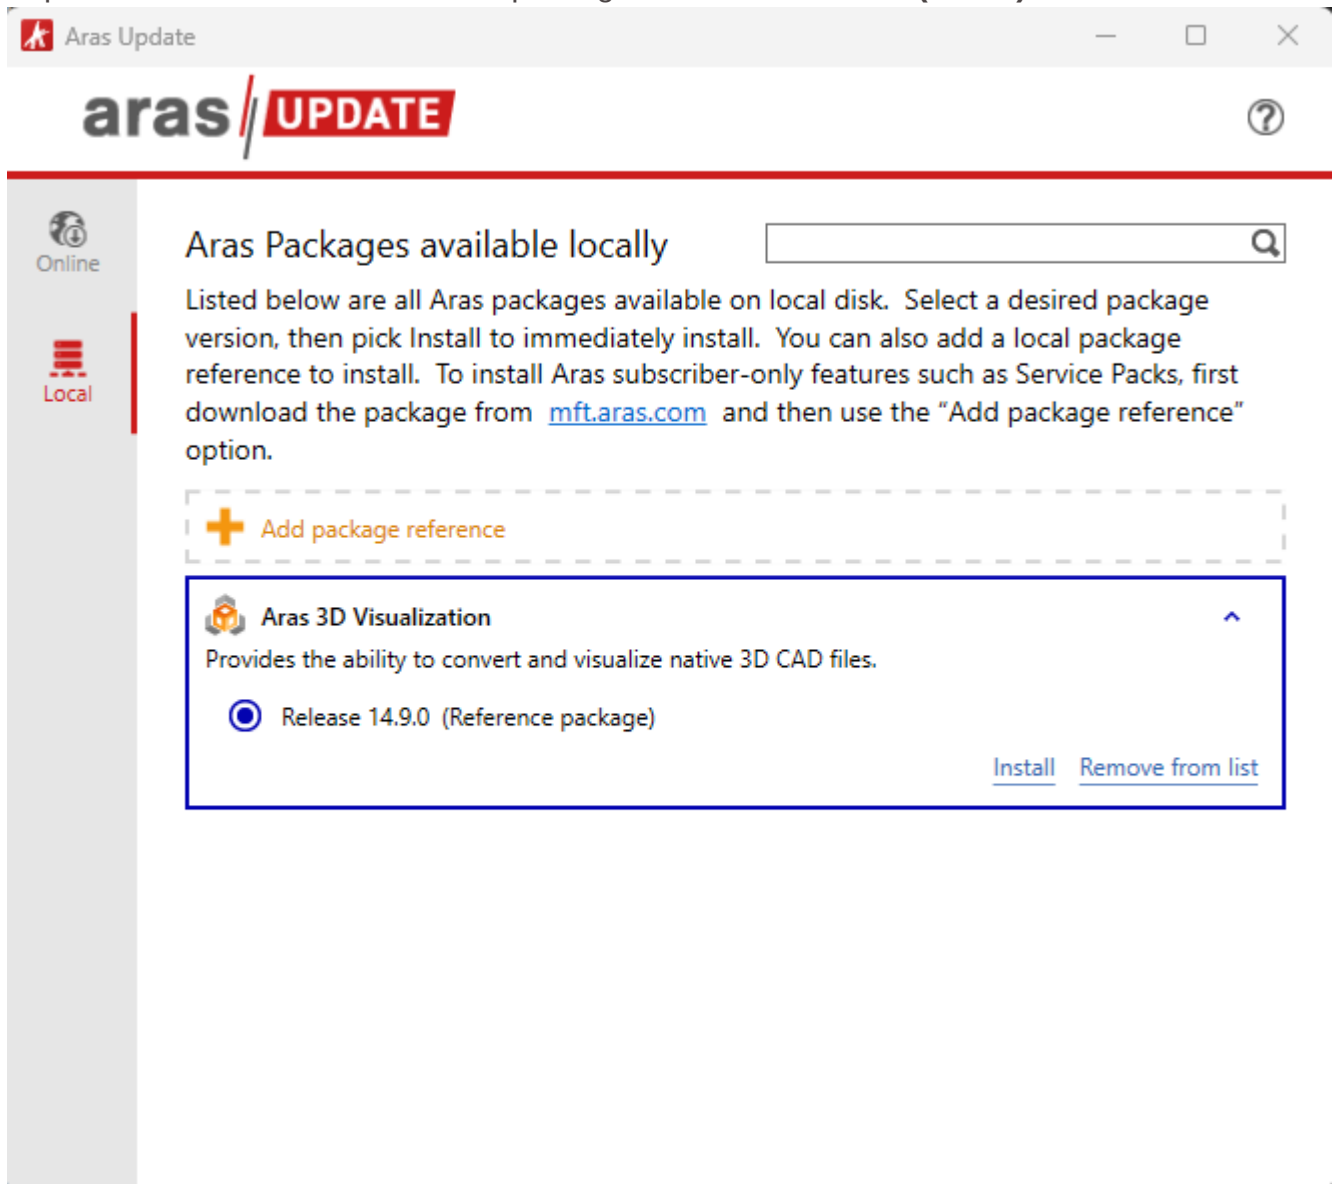 Aras Update
aras UPDATE
Online
Local
Aras Packages available locally
Listed below are all Aras packages available on local disk.  Select a desired package
version, then pick Install to immediately install.  You can also add a local package
reference to install.  To install Aras subscriber-only features such as Service Packs, first
download the package from  mft.aras.com  and then use the “Add package reference”
option.
Add package reference
Aras 3D Visualization
Provides the ability to convert and visualize native 3D CAD files.
Release 14.9.0  (Reference package)
Install  Remove from list